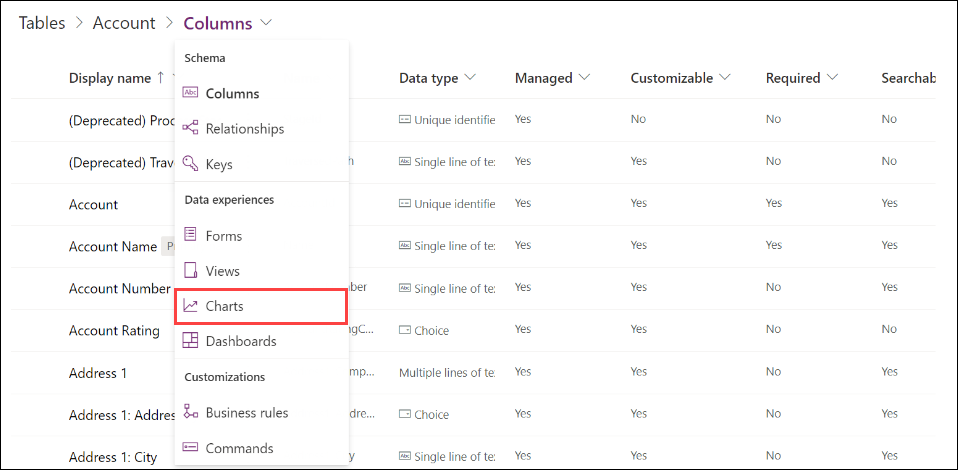 Tables > Account > Columns
Schema
Columns
Relationships
Keys
Data experiences
Forms
Views
Charts
Dashboards
Customizations
Business rules
Commands
Display name ↑ Data type Managed Customizable Required Searchab
(Deprecated) Proc Unique identifie Yes No No No
(Deprecated) Trav h Single line of te: Yes Yes No No
Account Unique identifie Yes Yes Yes Yes
Account Name P Single line of te: Yes Yes Yes Yes
Account Number mber Single line of te: Yes Yes No Yes
Account Rating ngC... Choice Yes Yes No No
Address 1 mp... Multiple lines of te: Yes Yes No Yes
Address 1: Addres dre... Choice Yes Yes No Yes
Address 1: City y Single line of te: Yes Yes No Yes